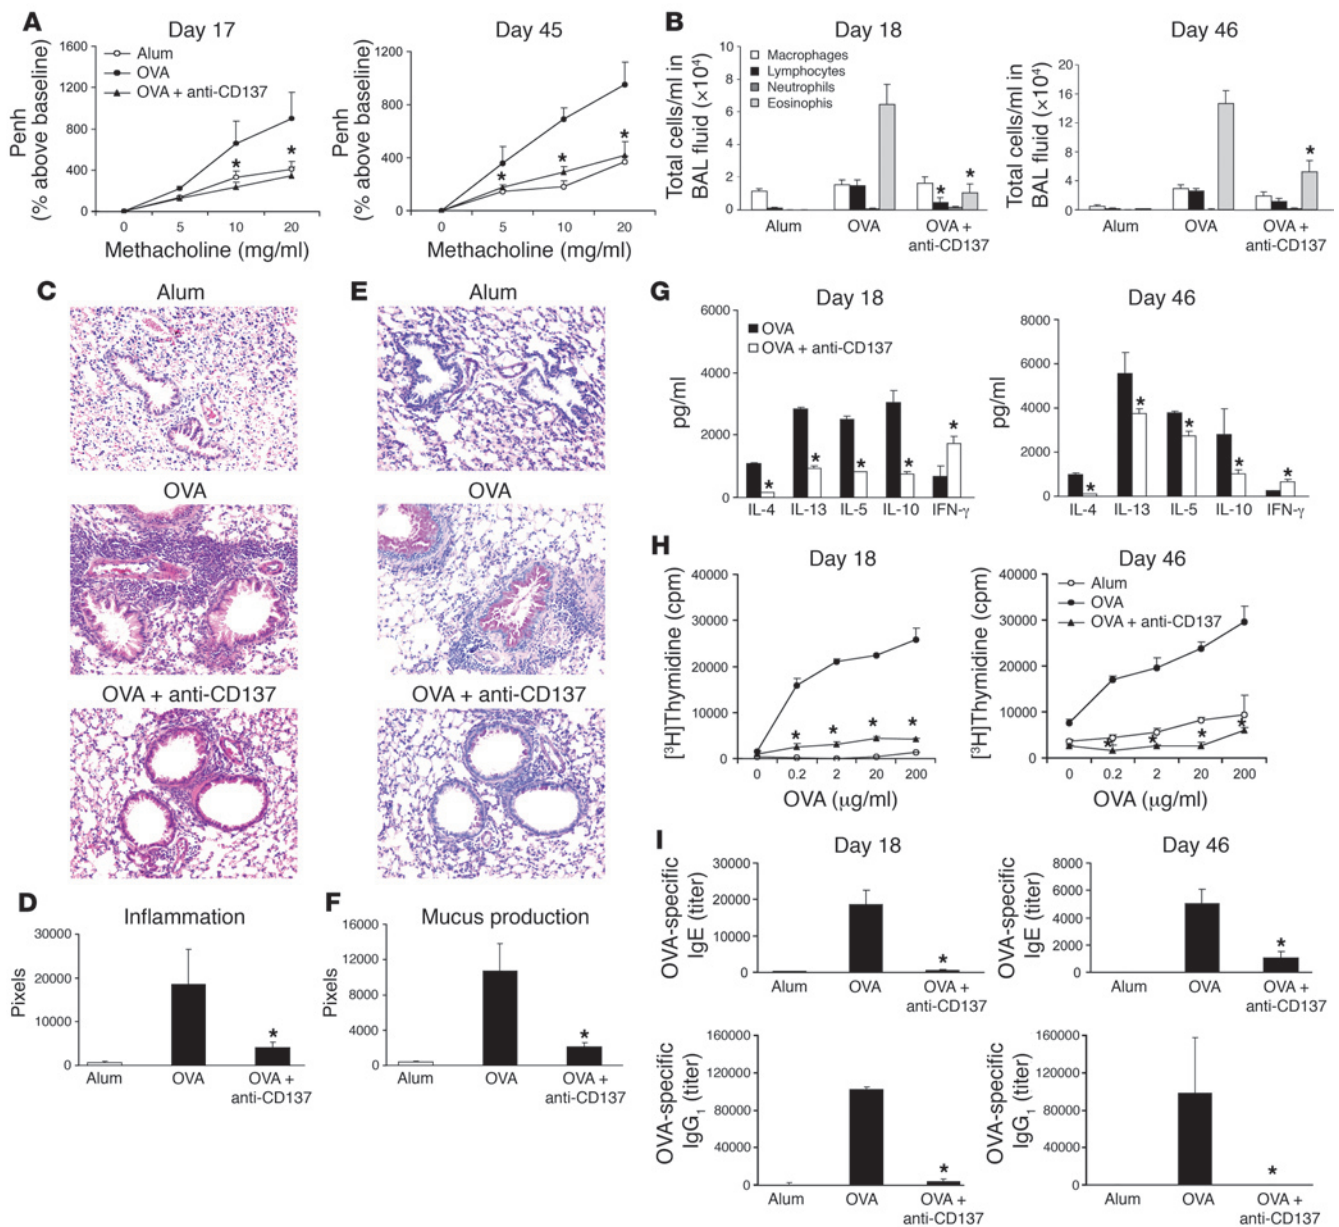 A
Day 17
Penh
(% above baseline)
1600
1200
800
400
0
Alum
OVA
OVA + anti-CD137
*
*
0 5 10 20
Methacholine (mg/ml)
Day 45
Penh
(% above baseline)
1200
800
400
0
*
*
*
0 5 10 20
Methacholine (mg/ml)
B
Day 18
Total cells/ml in
BAL fluid (×10⁴)
10
8
6
4
2
0
Macrophages
Lymphocytes
Neutrophils
Eosinophis
*
*
Alum OVA OVA +
anti-CD137
Day 46
Total cells/ml in
BAL fluid (×10⁴)
20
16
12
8
4
0
*
Alum OVA OVA +
anti-CD137
C
Alum
OVA
OVA + anti-CD137
E
Alum
OVA
OVA + anti-CD137
D
Inflammation
Pixels
30000
20000
10000
0
*
Alum OVA OVA +
anti-CD137
F
Mucus production
Pixels
16000
12000
8000
4000
0
*
Alum OVA OVA +
anti-CD137
G
Day 18
pg/ml
6000
4000
2000
0
OVA
OVA + anti-CD137
* * * * *
IL-4 IL-13 IL-5 IL-10 IFN-γ
Day 46
pg/ml
8000
6000
4000
2000
0
* * * * *
IL-4 IL-13 IL-5 IL-10 IFN-γ
H
Day 18
[³H]Thymidine (cpm)
40000
30000
20000
10000
0
* * * *
0 0.2 2 20 200
OVA (μg/ml)
Day 46
[³H]Thymidine (cpm)
40000
30000
20000
10000
0
Alum
OVA
OVA + anti-CD137
* * * *
0 0.2 2 20 200
OVA (μg/ml)
I
Day 18
OVA-specific
IgE (titer)
30000
20000
10000
0
*
Alum OVA OVA +
anti-CD137
Day 46
OVA-specific
IgE (titer)
8000
6000
4000
2000
0
*
Alum OVA OVA +
anti-CD137
OVA-specific
IgG₁ (titer)
160000
120000
80000
40000
0
*
Alum OVA OVA +
anti-CD137
OVA-specific
IgG₁ (titer)
160000
120000
80000
40000
0
*
Alum OVA OVA +
anti-CD137